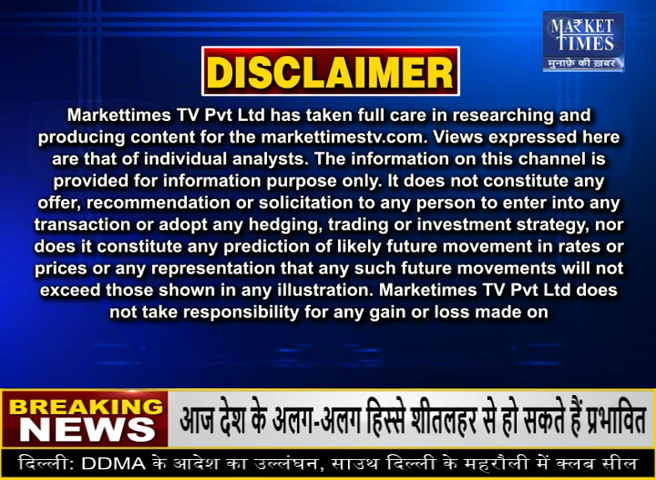 MARKET
TIMES
मुनाफ़े की ख़बर
DISCLAIMER
Markettimes TV Pvt Ltd has taken full care in researching and
producing content for the markettimestv.com. Views expressed here
are that of individual analysts. The information on this channel is
provided for information purpose only. It does not constitute any
offer, recommendation or solicitation to any person to enter into any
transaction or adopt any hedging, trading or investment strategy, nor
does it constitute any prediction of likely future movement in rates or
prices or any representation that any such future movements will not
exceed those shown in any illustration. Marketimes TV Pvt Ltd does
not take responsibility for any gain or loss made on
BREAKING
NEWS
आज देश के अलग-अलग हिस्से शीतलहर से हो सकते हैं प्रभावित
दिल्ली: DDMA के आदेश का उल्लंघन, साउथ दिल्ली के महरौली में क्लब सील